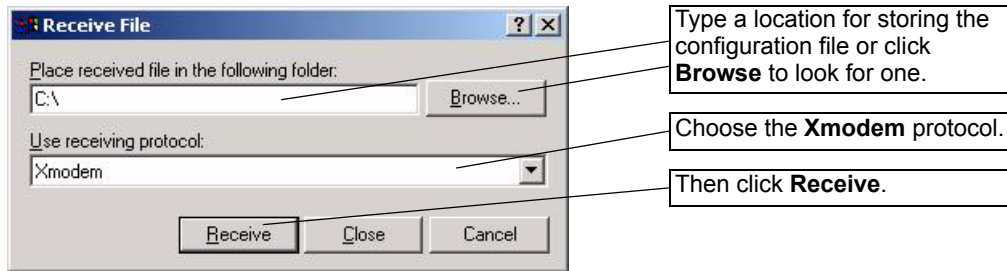 Receive File
Place received file in the following folder:
C:\
Browse...
Use receiving protocol:
Xmodem
Receive
Close
Cancel
Type a location for storing the
configuration file or click
Browse to look for one.
Choose the Xmodem protocol.
Then click Receive.